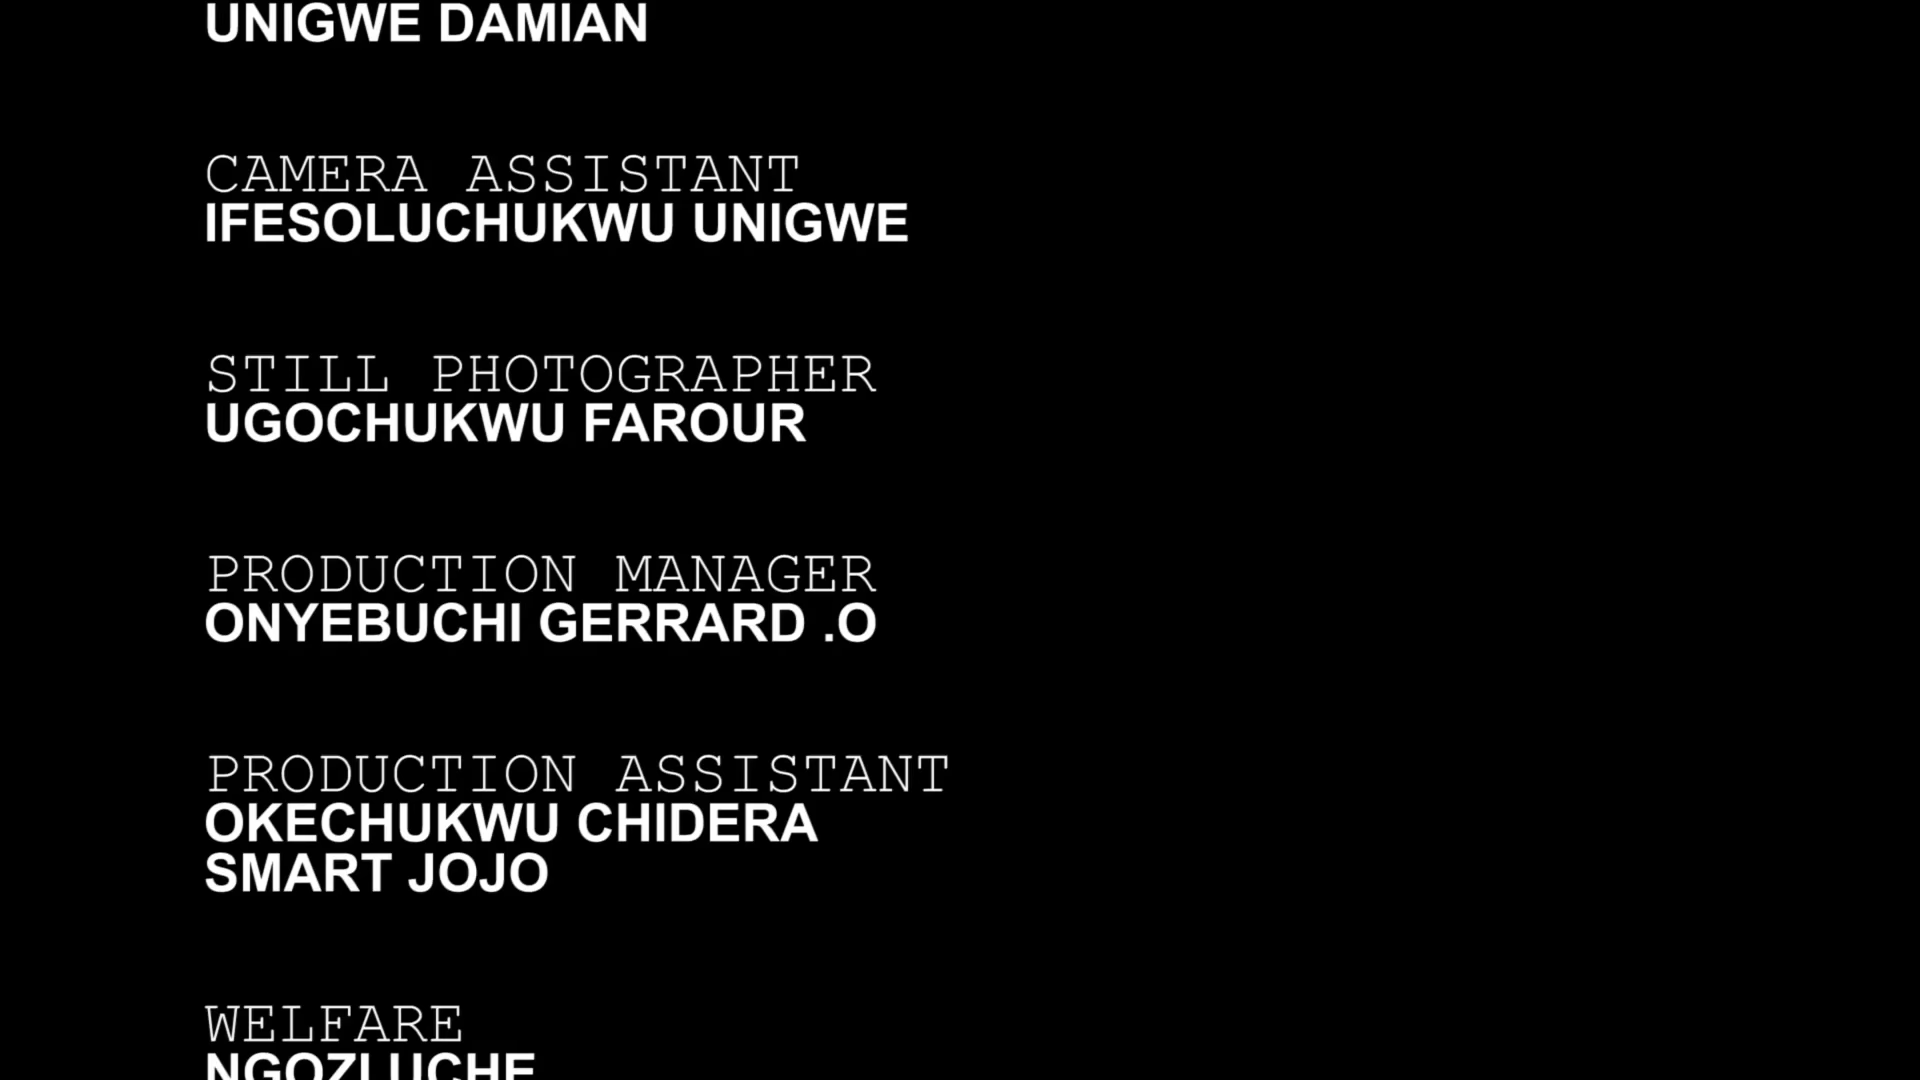 UNIGWE DAMIAN
CAMERA ASSISTANT
IFESOLUCHUKWU UNIGWE
STILL PHOTOGRAPHER
UGOCHUKWU FAROUR
PRODUCTION MANAGER
ONYEBUCHI GERRARD .O
PRODUCTION ASSISTANT
OKECHUKWU CHIDERA
SMART JOJO
WELFARE